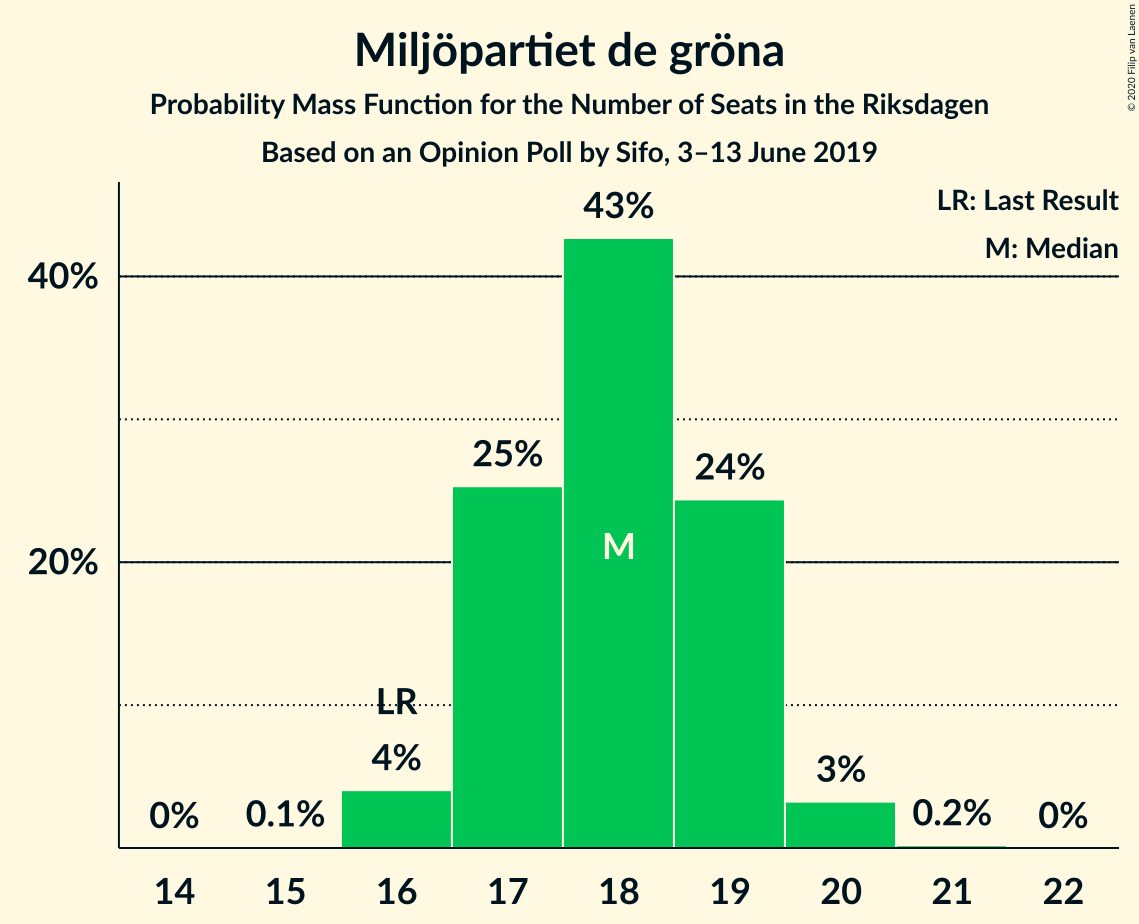 Miljöpartiet de gröna
Probability Mass Function for the Number of Seats in the Riksdagen
Based on an Opinion Poll by Sifo, 3–13 June 2019
© 2020 Filip van Laenen
LR: Last Result
M: Median
40%
20%
0%
0.1%
LR
4%
25%
43%
M
24%
3%
0.2%
0%
14 15 16 17 18 19 20 21 22